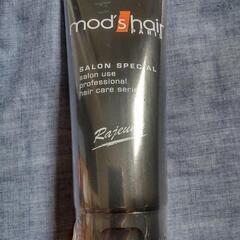 mod's hair
PARIS
SALON SPECIAL
salon use
professional
hair care series